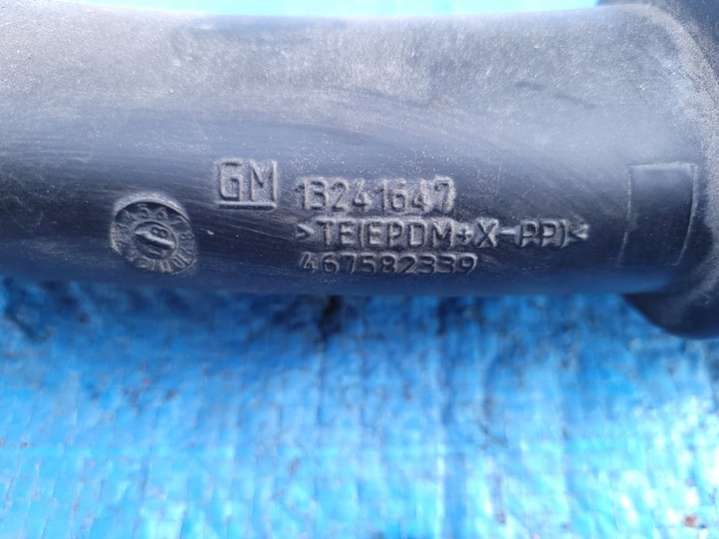 GM 13241647
>TE(EPDM+X-PP)<
467582339